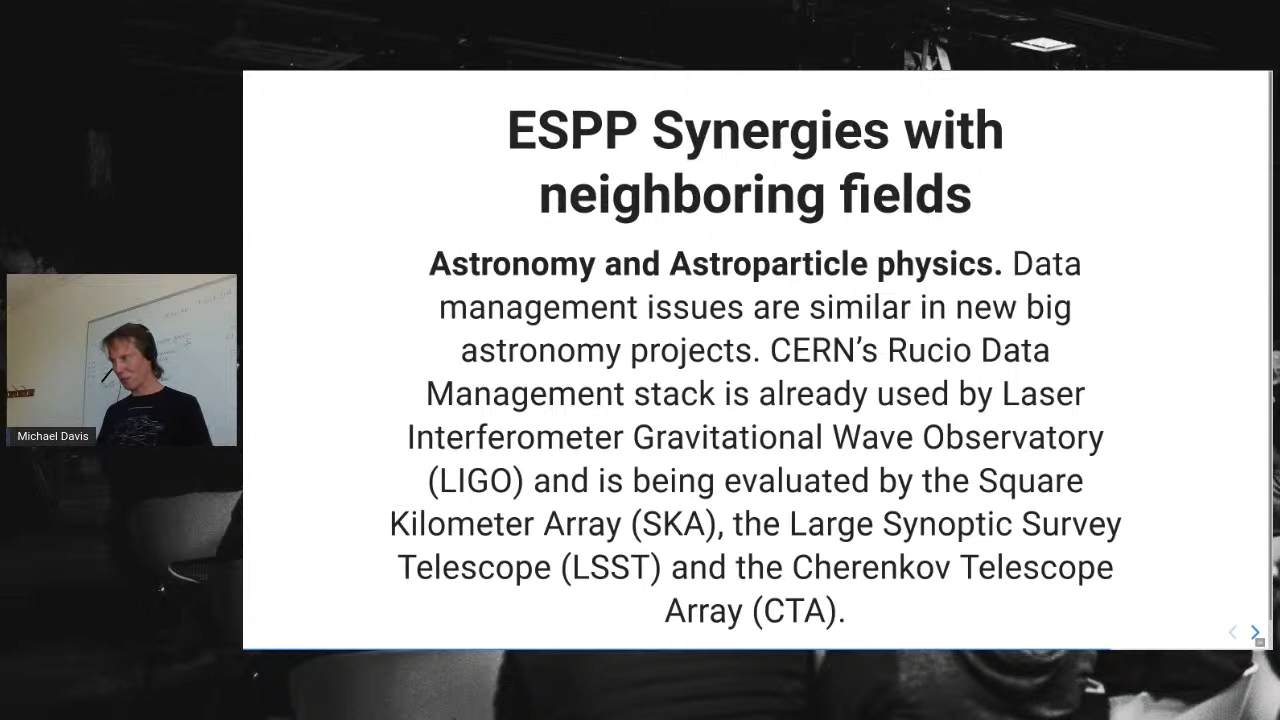 ESPP Synergies with
neighboring fields
Astronomy and Astroparticle physics. Data
management issues are similar in new big
astronomy projects. CERN’s Rucio Data
Management stack is already used by Laser
Interferometer Gravitational Wave Observatory
(LIGO) and is being evaluated by the Square
Kilometer Array (SKA), the Large Synoptic Survey
Telescope (LSST) and the Cherenkov Telescope
Array (CTA).
Michael Davis